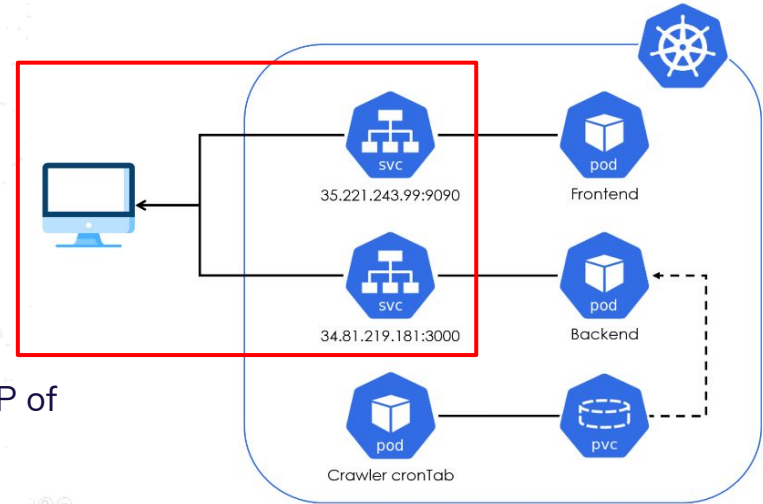 svc
pod
35.221.243.99:9090
Frontend
svc
pod
34.81.219.181:3000
Backend
P of
pod
pvc
Crawler cronTab